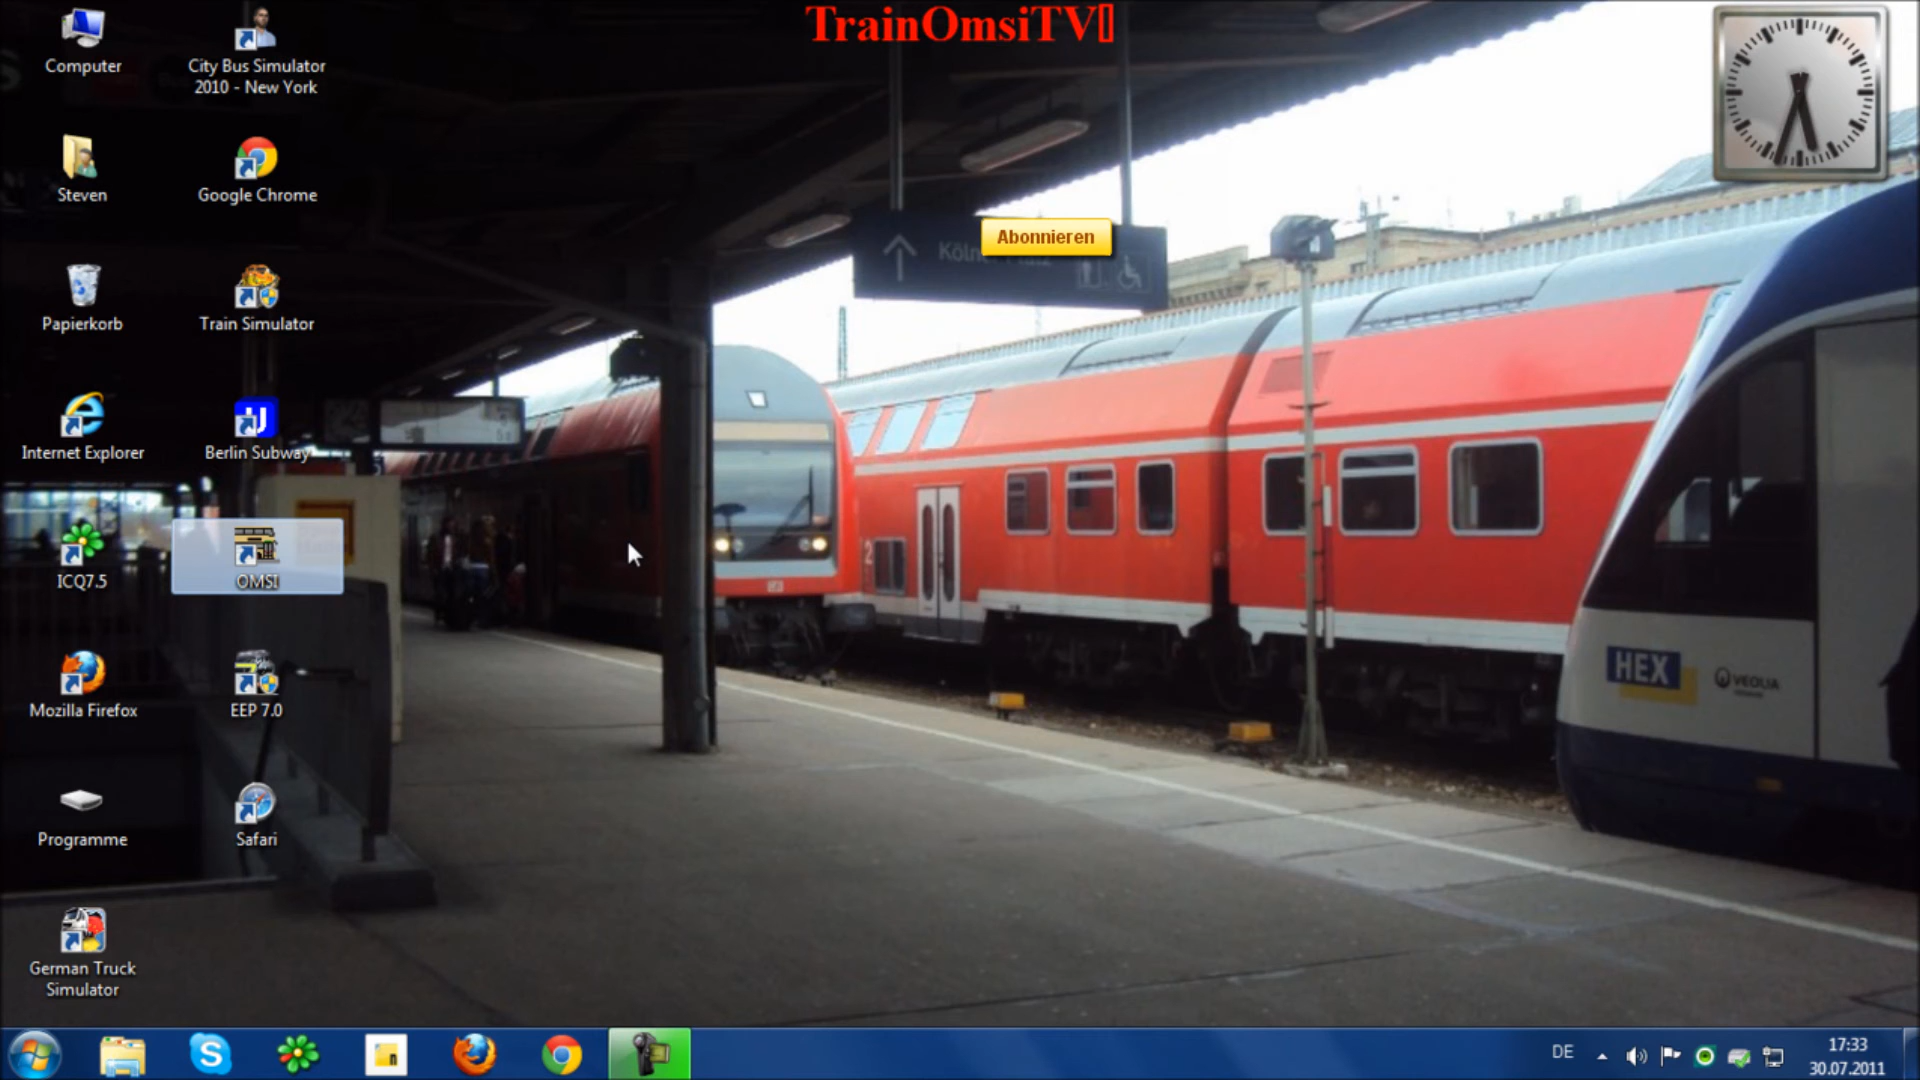 TrainOmsiTV
Computer
City Bus Simulator
2010 - New York
Steven
Google Chrome
Abonnieren
Papierkorb
Train Simulator
Internet Explorer
Berlin Subway
ICQ7.5
OMSI
2
Mozilla Firefox
EEP 7.0
HEX
VEOLIA
Programme
Safari
German Truck
Simulator
DE
17:33
30.07.2011